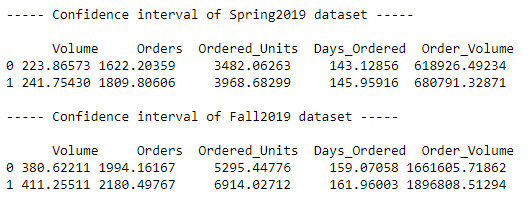 ----- Confidence interval of Spring2019 dataset -----
Volume Orders Ordered_Units Days_Ordered Order_Volume
0 223.86573 1622.20359 3482.06263 143.12856 618926.49234
1 241.75430 1809.80606 3968.68299 145.95916 680791.32871
----- Confidence interval of Fall2019 dataset -----
Volume Orders Ordered_Units Days_Ordered Order_Volume
0 380.62211 1994.16167 5295.44776 159.07058 1661605.71862
1 411.25511 2180.49767 6914.02712 161.96003 1896808.51294